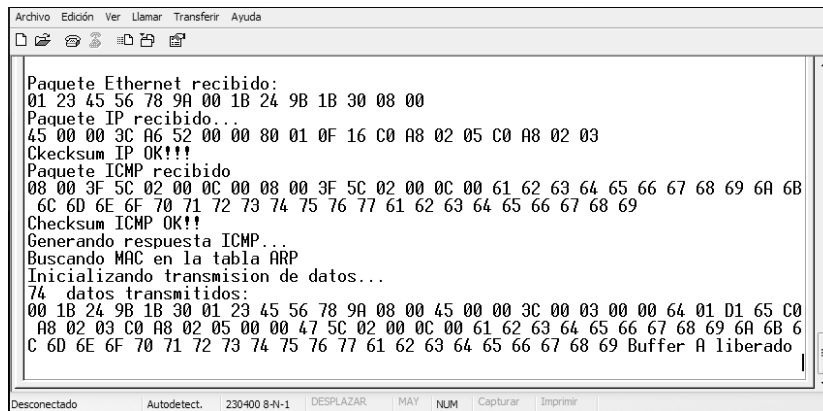 Archivo Edición Ver Llamar Transferir Ayuda
Paquete Ethernet recibido:
01 23 45 56 78 9A 00 1B 24 9B 1B 30 08 00
Paquete IP recibido...
45 00 00 3C A6 52 00 00 80 01 0F 16 C0 A8 02 05 C0 A8 02 03
Ckecksum IP OK!!!
Paquete ICMP recibido
08 00 3F 5C 02 00 0C 00 08 00 3F 5C 02 00 0C 00 61 62 63 64 65 66 67 68 69 6A 6B
6C 6D 6E 6F 70 71 72 73 74 75 76 77 61 62 63 64 65 66 67 68 69
Checksum ICMP OK!!
Generando respuesta ICMP...
Buscando MAC en la tabla ARP
Inicializando transmision de datos...
74 datos transmitidos:
00 1B 24 9B 1B 30 01 23 45 56 78 9A 08 00 45 00 00 3C 00 03 00 00 64 01 D1 65 C0
A8 02 03 C0 A8 02 05 00 00 47 5C 02 00 0C 00 61 62 63 64 65 66 67 68 69 6A 6B 6
C 6D 6E 6F 70 71 72 73 74 75 76 77 61 62 63 64 65 66 67 68 69 Buffer A liberado
Desconectado Autodetect. 230400 8-N-1 DESPLAZAR MAY NUM Capturar Imprimir